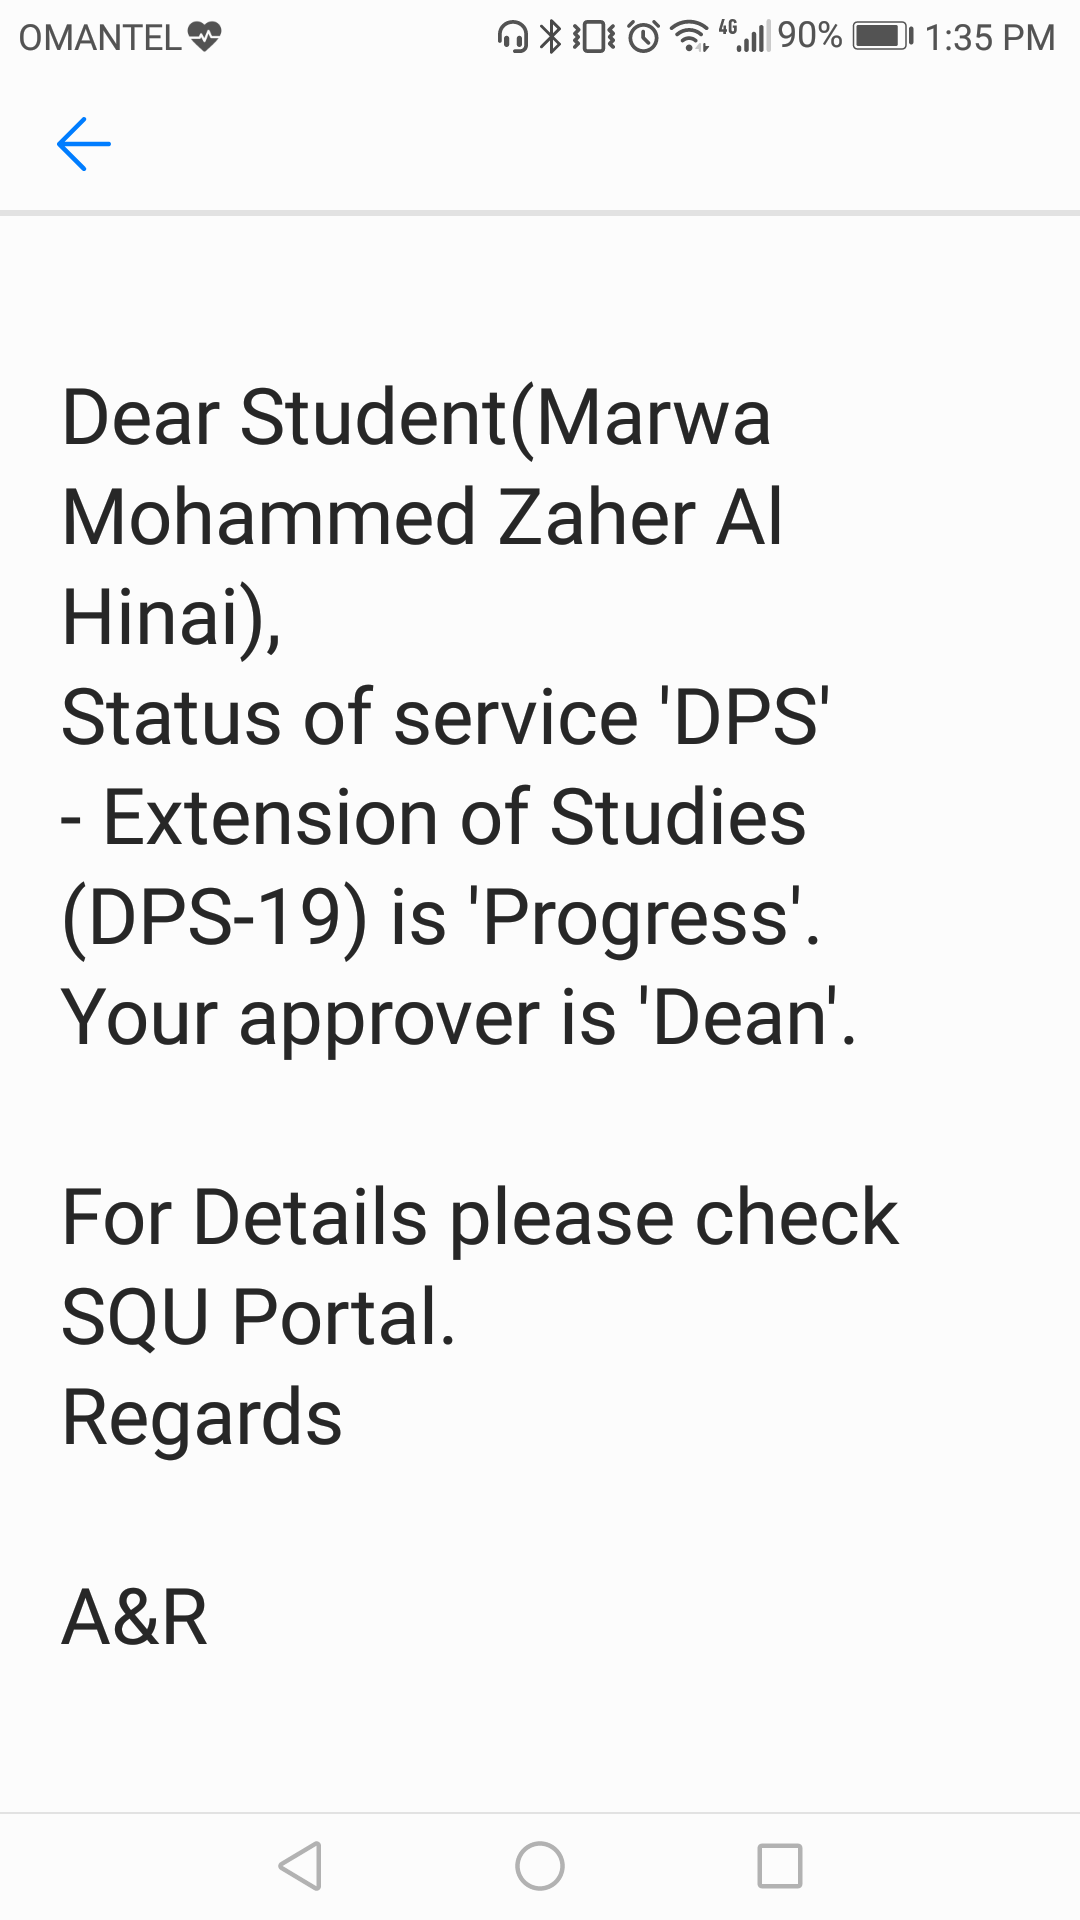 OMANTEL 4G 90% 1:35 PM
Dear Student(Marwa
Mohammed Zaher Al
Hinai),
Status of service 'DPS'
- Extension of Studies
(DPS-19) is 'Progress'.
Your approver is 'Dean'.
For Details please check
SQU Portal.
Regards
A&R